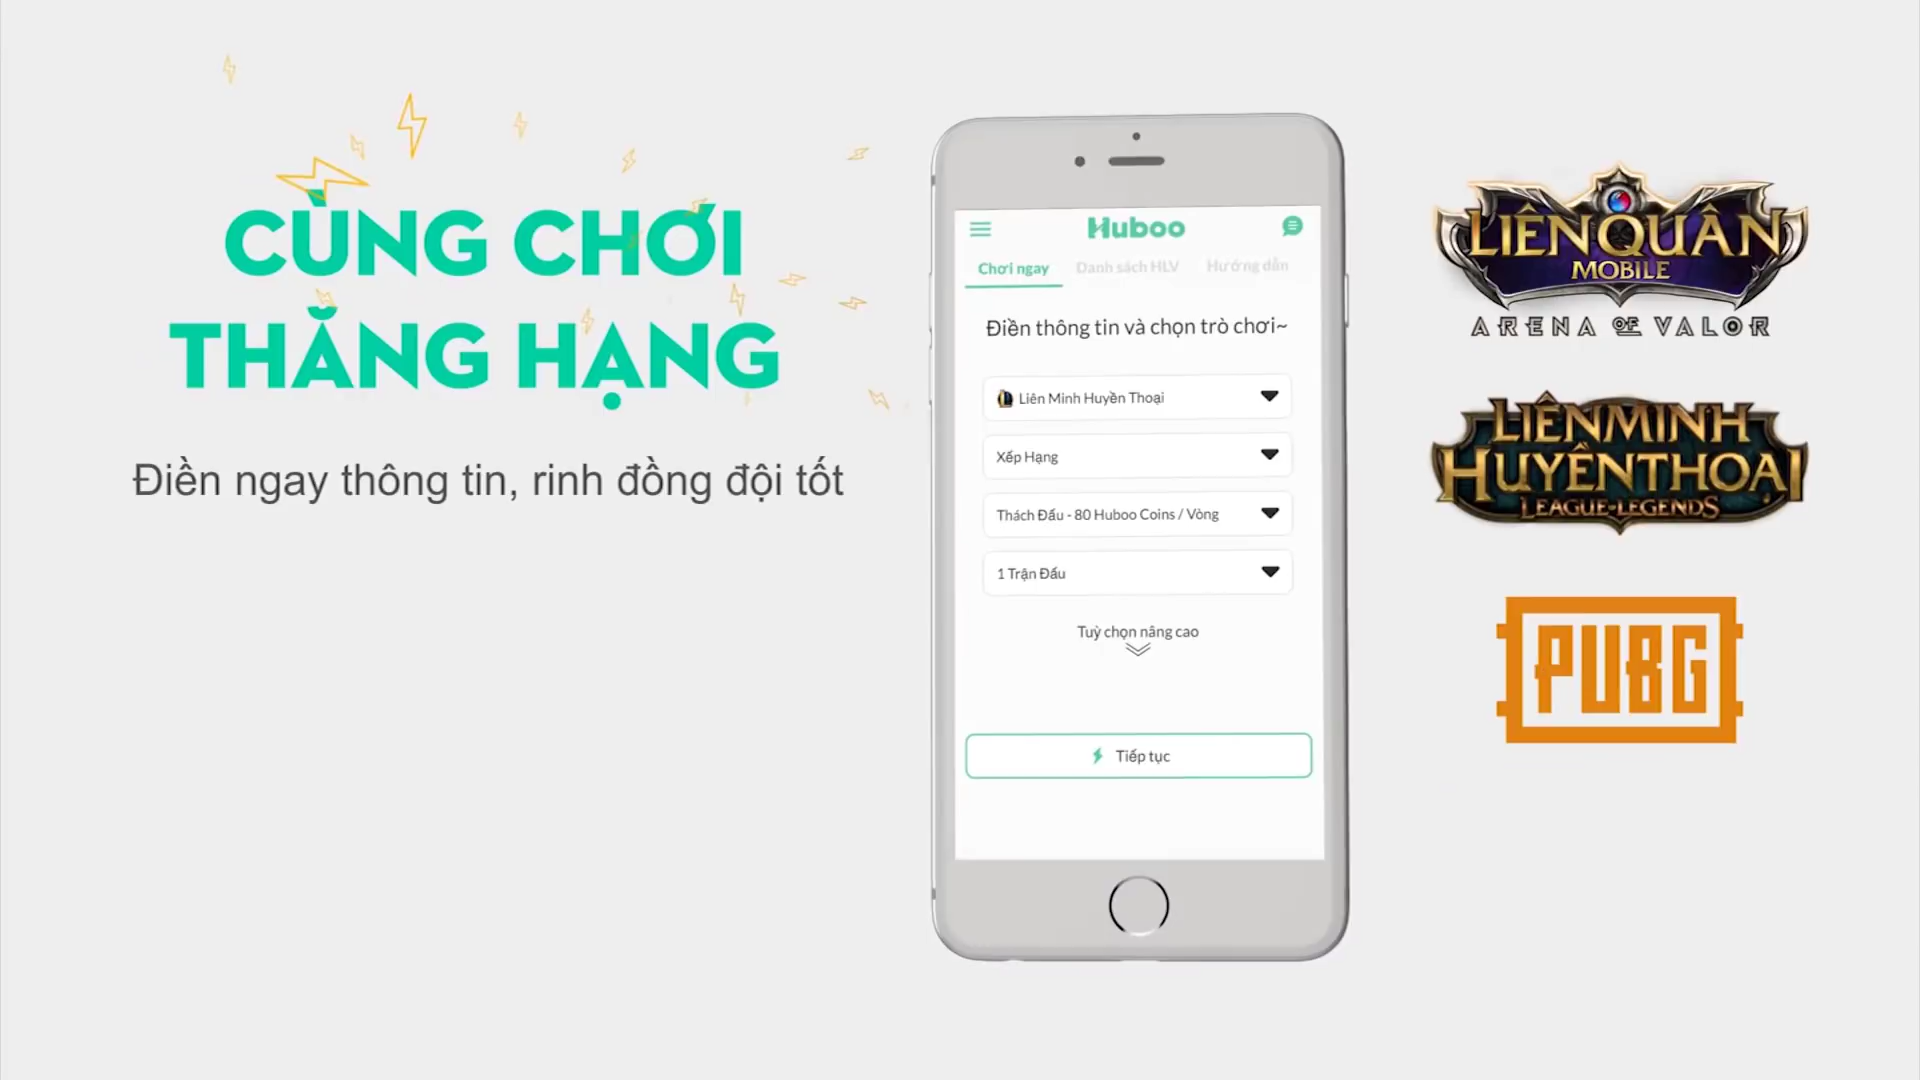 CÙNG CHƠI
THĂNG HẠNG
Điền ngay thông tin, rinh đồng đội tốt
Huboo
Chơi ngay Danh sách HLV Hướng dẫn
Điền thông tin và chọn trò chơi~
Liên Minh Huyền Thoại
Xếp Hạng
Thách Đấu - 80 Huboo Coins / Vòng
1 Trận Đấu
Tuỳ chọn nâng cao
Tiếp tục
LIÊN QUÂN
MOBILE
ARENA OF VALOR
LIÊN MINH
HUYỀN THOẠI
LEAGUE OF LEGENDS
PUBG